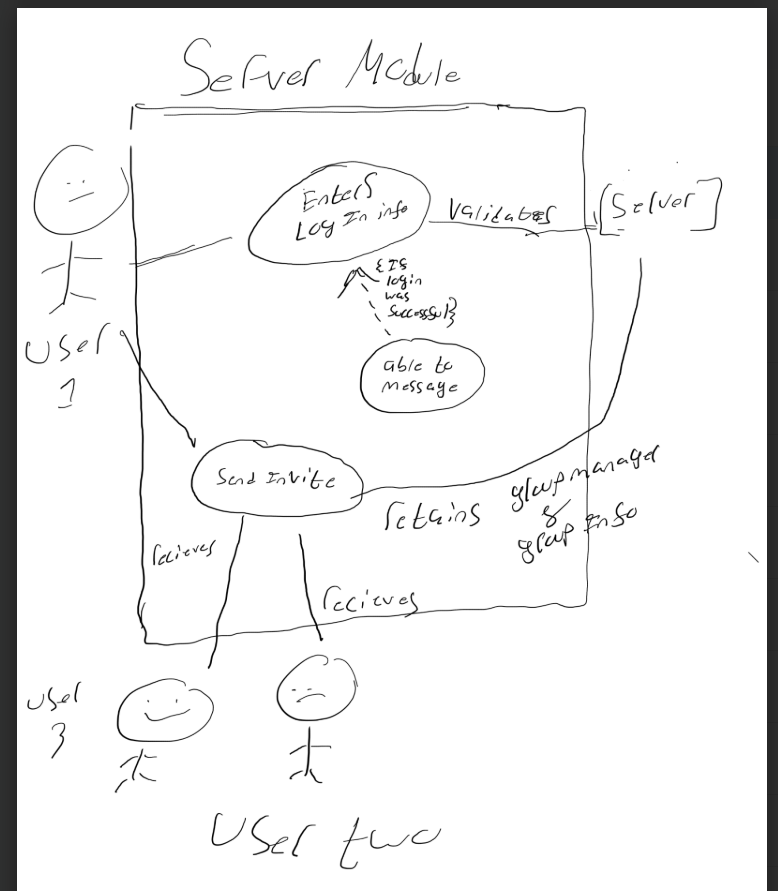 Server Module
Enters
Log In info
Validates
[Server]
{IS
login
was
successful}
User
1
able to
message
Send Invite
retains
group manager
&
group Info
recieves
recieves
User
3
User two